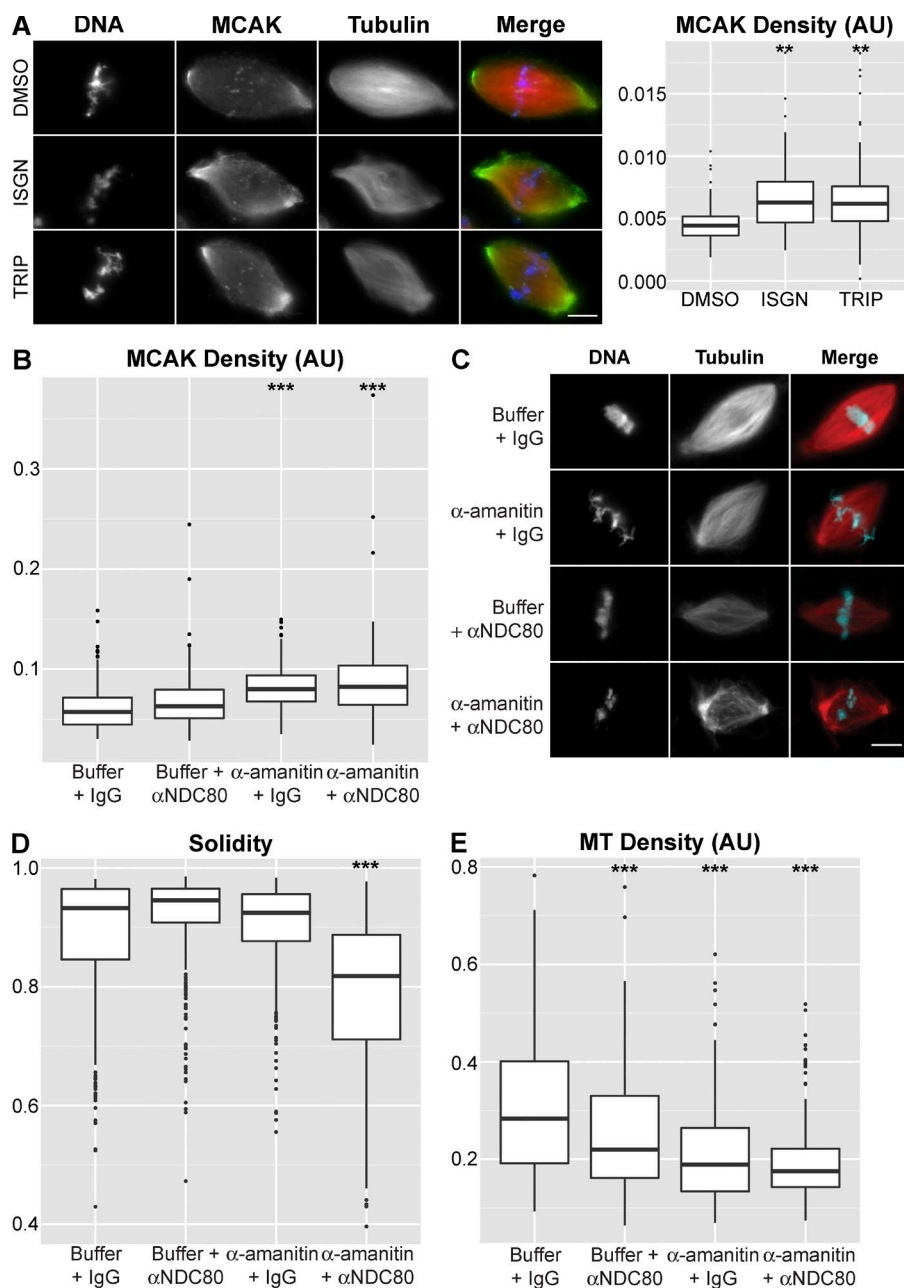 A
DNA MCAK Tubulin Merge
DMSO
ISGN
TRIP
MCAK Density (AU)
** **
0.015
0.010
0.005
0.000
DMSO ISGN TRIP
B
MCAK Density (AU)
*** ***
0.3
0.2
0.1
Buffer Buffer + α-amanitin α-amanitin
+ IgG αNDC80 + IgG + αNDC80
C
DNA Tubulin Merge
Buffer
+ IgG
α-amanitin
+ IgG
Buffer
+ αNDC80
α-amanitin
+ αNDC80
D
Solidity
***
1.0
0.8
0.6
0.4
Buffer Buffer + α-amanitin α-amanitin
+ IgG αNDC80 + IgG + αNDC80
E
MT Density (AU)
*** *** ***
0.8
0.6
0.4
0.2
Buffer Buffer + α-amanitin α-amanitin
+ IgG αNDC80 + IgG + αNDC80